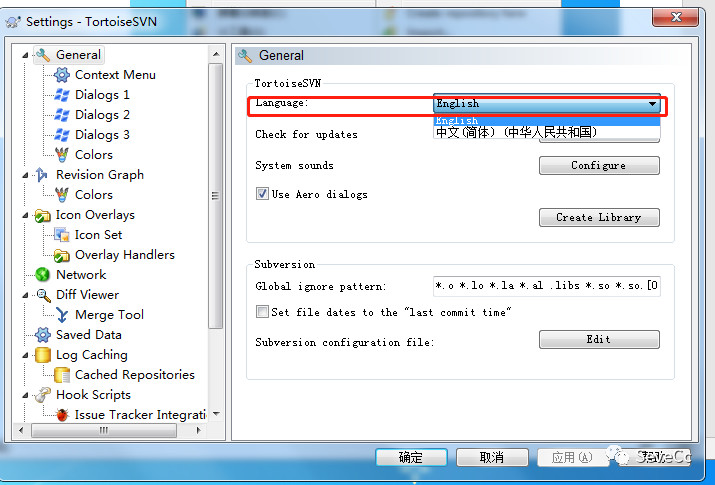 Settings - TortoiseSVN
General
Context Menu
Dialogs 1
Dialogs 2
Dialogs 3
Colors
Revision Graph
Colors
Icon Overlays
Icon Set
Overlay Handlers
Network
Diff Viewer
Merge Tool
Saved Data
Log Caching
Cached Repositories
Hook Scripts
Issue Tracker Integrati
General
TortoiseSVN
Language:
English
English
中文(简体) (中华人民共和国)
Check for updates
System sounds
Configure
Use Aero dialogs
Create Library
Subversion
Global ignore pattern:
*.o *.lo *.la *.al .libs *.so *.so.[0
Set file dates to the "last commit time"
Subversion configuration file:
Edit
确定
取消
应用(A)